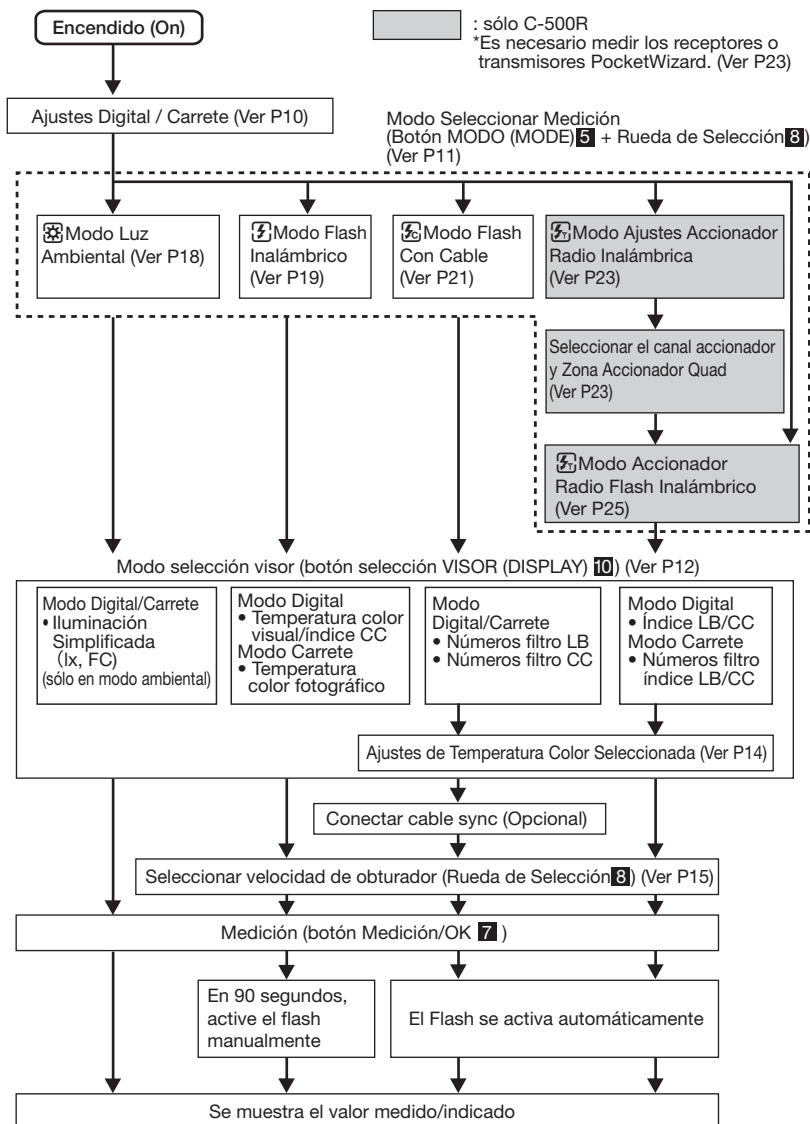 Encendido (On)
: sólo C-500R
*Es necesario medir los receptores o
transmisores PocketWizard. (Ver P23)
Ajustes Digital / Carrete (Ver P10)
Modo Seleccionar Medición
(Botón MODO (MODE) 5 + Rueda de Selección 8)
(Ver P11)
Modo Luz
Ambiental (Ver P18)
Modo Flash
Inalámbrico
(Ver P19)
C Modo Flash
Con Cable
(Ver P21)
T Modo Ajustes Accionador
Radio Inalámbrica
(Ver P23)
Seleccionar el canal accionador
y Zona Accionador Quad
(Ver P23)
T Modo Accionador
Radio Flash Inalámbrico
(Ver P25)
Modo selección visor (botón selección VISOR (DISPLAY) 10) (Ver P12)
Modo Digital/Carrete
• Iluminación
Simplificada
(lx, FC)
(sólo en modo ambiental)
Modo Digital
• Temperatura color
visual/índice CC
Modo Carrete
• Temperatura
color fotográfico
Modo
Digital/Carrete
• Números filtro LB
• Números filtro CC
Modo Digital
• Índice LB/CC
Modo Carrete
• Números filtro
índice LB/CC
Ajustes de Temperatura Color Seleccionada (Ver P14)
Conectar cable sync (Opcional)
Seleccionar velocidad de obturador (Rueda de Selección 8) (Ver P15)
Medición (botón Medición/OK 7 )
En 90 segundos,
active el flash
manualmente
El Flash se activa automáticamente
Se muestra el valor medido/indicado